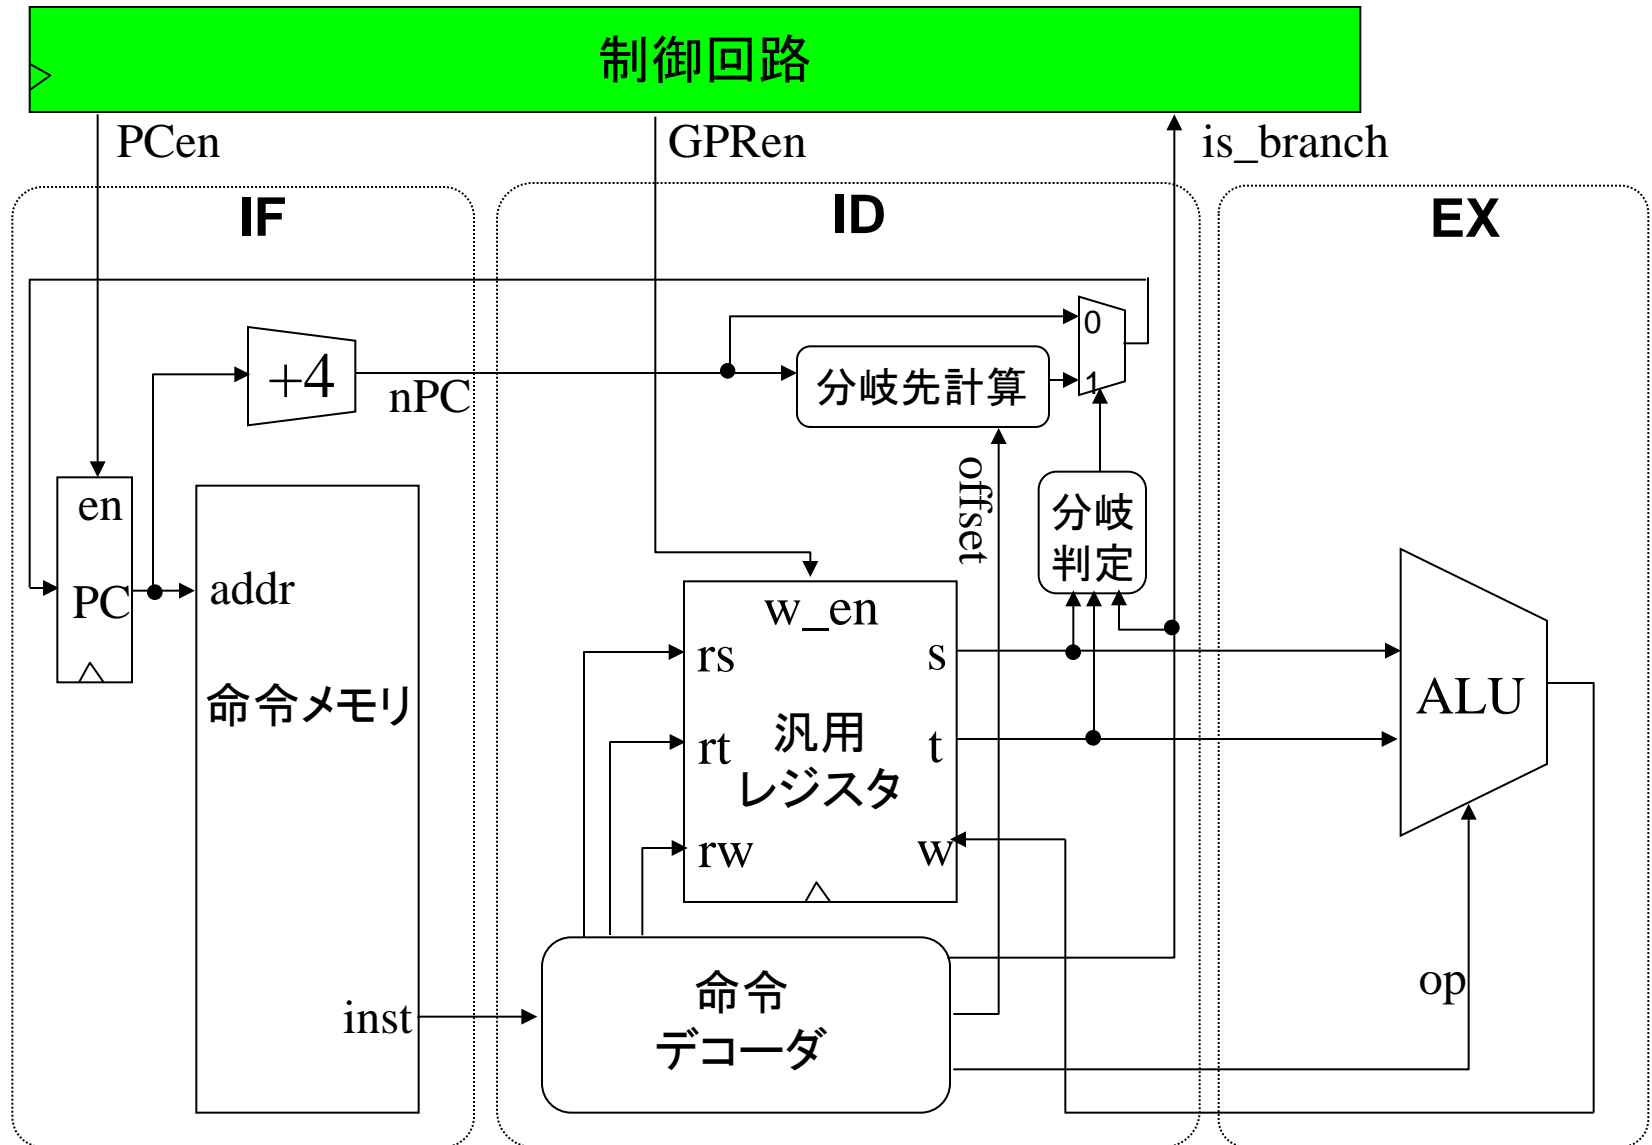 制御回路
PCen
GPRen
is_branch
IF
ID
EX
+4
nPC
分岐先計算
0
1
en
PC
addr
命令メモリ
inst
offset
分岐
判定
w_en
rs
rt
rw
s
t
w
汎用
レジスタ
命令
デコーダ
ALU
op